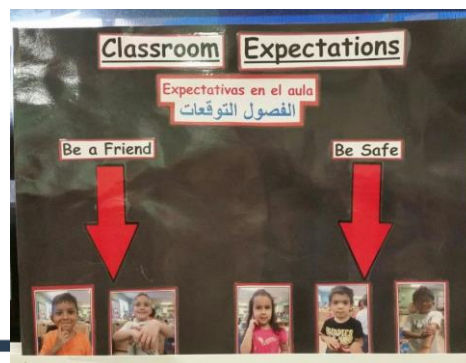 Classroom Expectations
Expectativas en el aula
الفصول التوقعات
Be a Friend
Be Safe